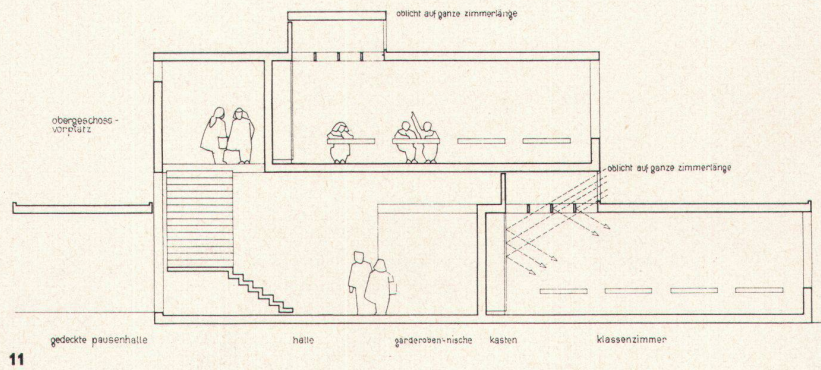 oblicht auf ganze zimmerlänge
obergeschoss-
vorplatz
oblicht auf ganze zimmerlänge
gedeckte pausenhalle
halle
garderoben-nische
kasten
klassenzimmer
11